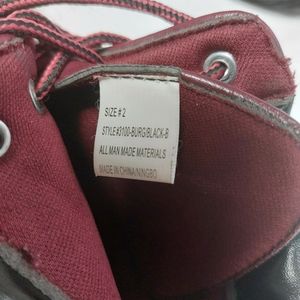 SIZE # 2
STYLE#3100-BURG/BLACK-B
ALL MAN MADE MATERIALS
MADE IN CHINA/NINGBO